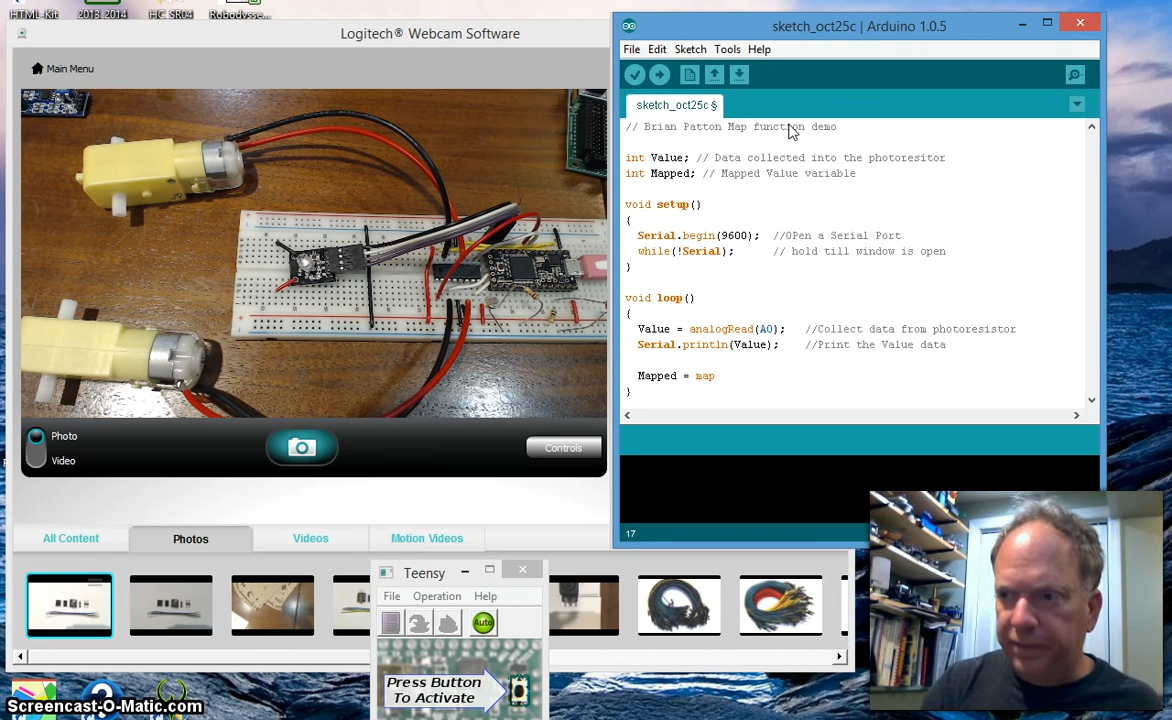 HTML-Kit
2013 2014
HC_SR04
Robodysse...
Logitech® Webcam Software
Main Menu
Photo
Video
Controls
All Content
Photos
Videos
Motion Videos
sketch_oct25c | Arduino 1.0.5
File Edit Sketch Tools Help
sketch_oct25c §
// Brian Patton Map function demo
int Value; // Data collected into the photoresitor
int Mapped; // Mapped Value variable
void setup()
{
Serial.begin(9600); //OPen a Serial Port
while(!Serial); // hold till window is open
}
void loop()
{
Value = analogRead(A0); //Collect data from photoresistor
Serial.println(Value); //Print the Value data
Mapped = map
}
17
Teensy
File Operation Help
Auto
Press Button
To Activate
Screencast-O-Matic.com